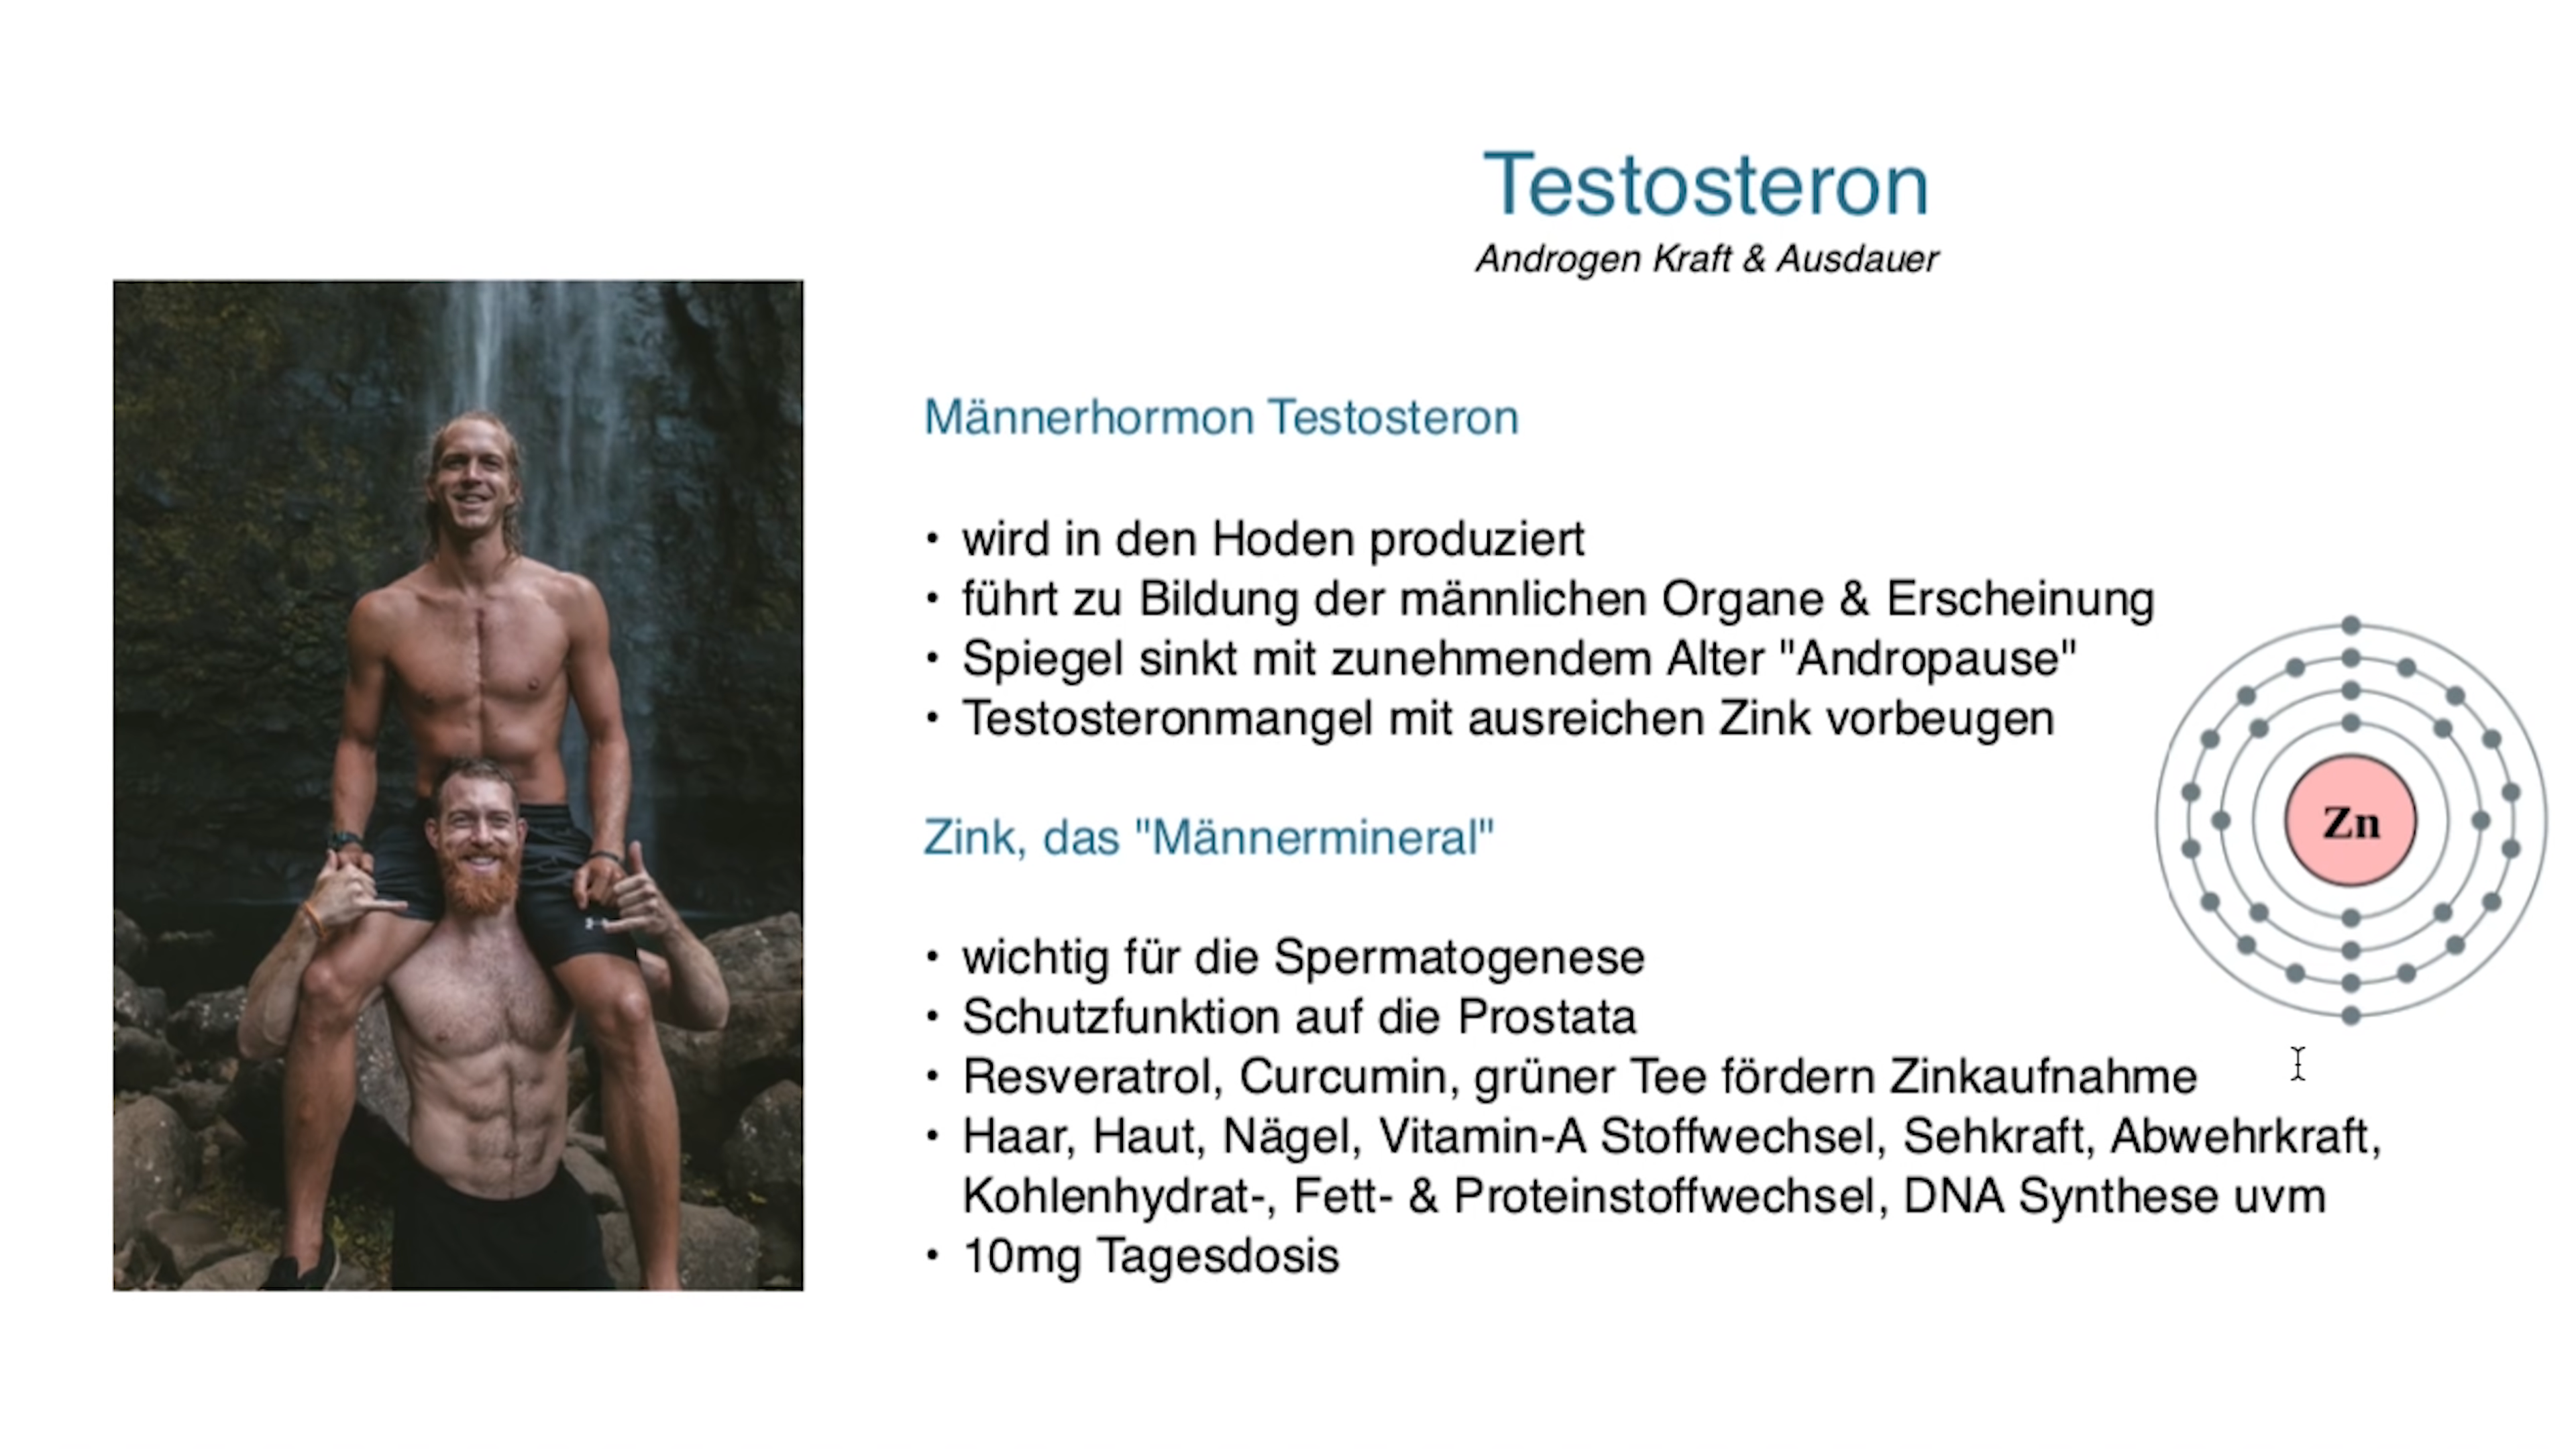 Testosteron
Androgen Kraft & Ausdauer
Männerhormon Testosteron
• wird in den Hoden produziert
• führt zu Bildung der männlichen Organe & Erscheinung
• Spiegel sinkt mit zunehmendem Alter "Andropause"
• Testosteronmangel mit ausreichen Zink vorbeugen
Zink, das "Männermineral"
• wichtig für die Spermatogenese
• Schutzfunktion auf die Prostata
• Resveratrol, Curcumin, grüner Tee fördern Zinkaufnahme
• Haar, Haut, Nägel, Vitamin-A Stoffwechsel, Sehkraft, Abwehrkraft,
Kohlenhydrat-, Fett- & Proteinstoffwechsel, DNA Synthese uvm
• 10mg Tagesdosis
Zn